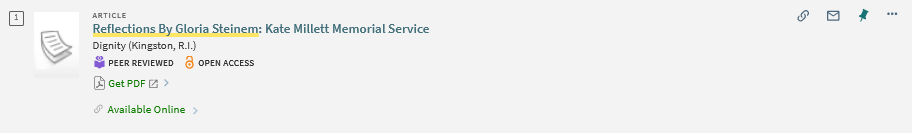 1
ARTICLE
Reflections By Gloria Steinem: Kate Millett Memorial Service
Dignity (Kingston, R.I.)
PEER REVIEWED OPEN ACCESS
Get PDF
Available Online